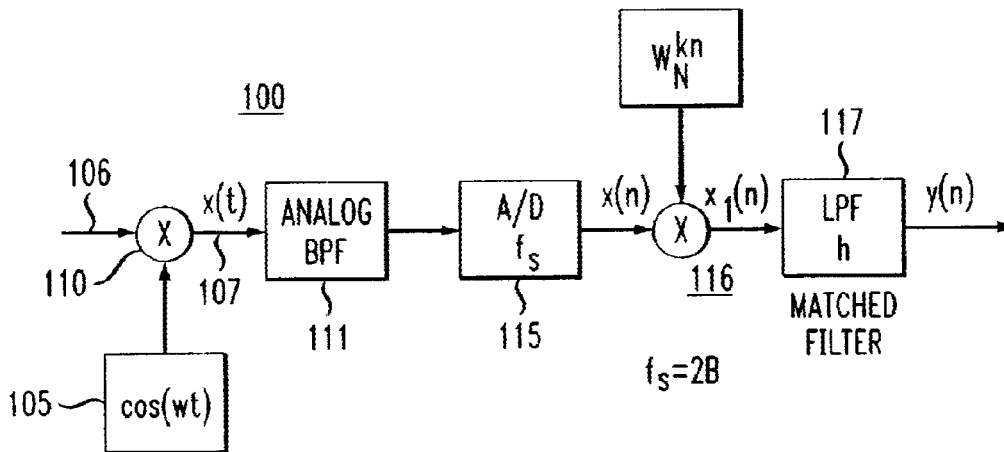 100
106
110
x(t)
107
ANALOG
BPF
111
A/D
f_s
115
x(n)
W_N^{kn}
X
X
116
x_1(n)
117
LPF
h
y(n)
MATCHED
FILTER
f_s=2B
105
cos(wt)